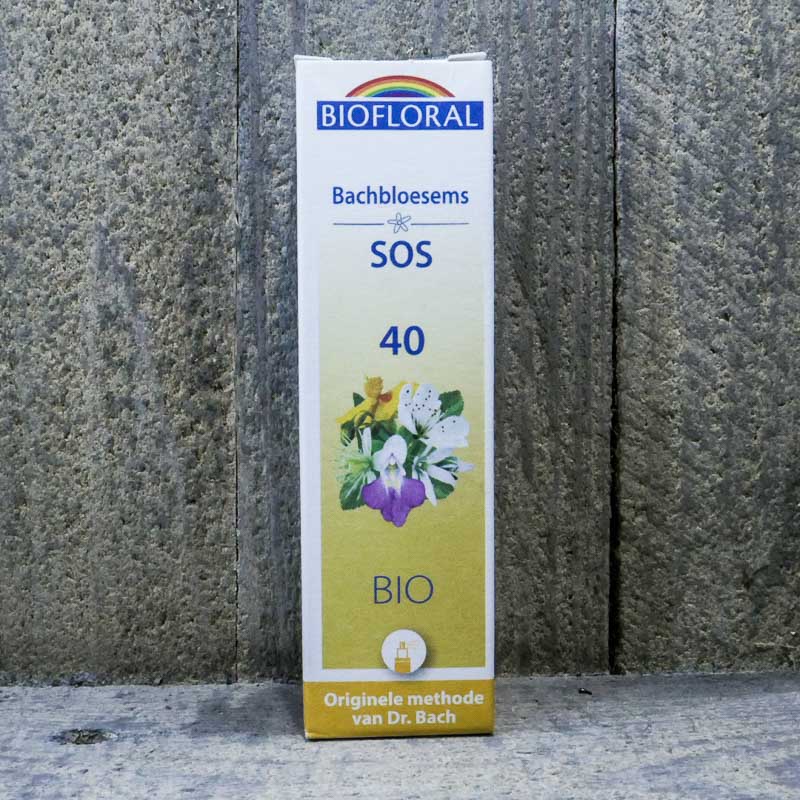 BIOFLORAL
Bachbloesems
SOS
40
BIO
Originele methode
van Dr. Bach